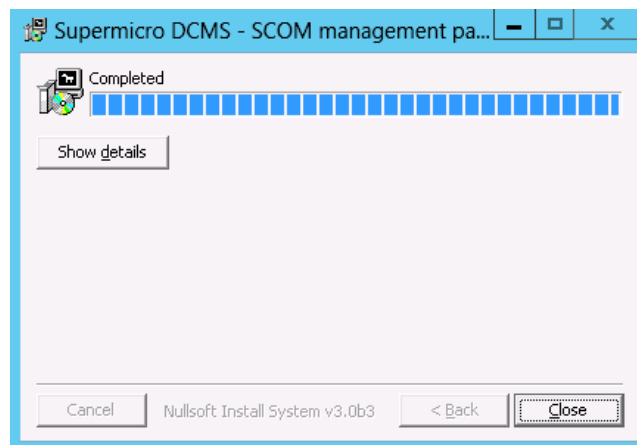 Supermicro DCMS - SCOM management pa...
Completed
Show details
Cancel Nullsoft Install System v3.0b3 < Back Close